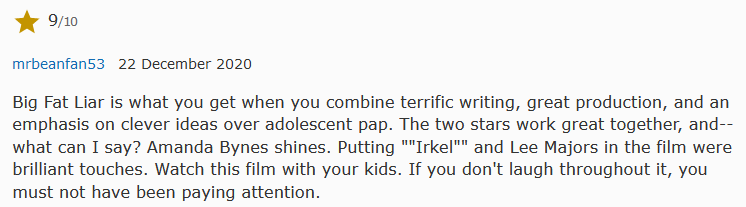 9/10
mrbeanfan53 22 December 2020
Big Fat Liar is what you get when you combine terrific writing, great production, and an
emphasis on clever ideas over adolescent pap. The two stars work great together, and--
what can I say? Amanda Bynes shines. Putting ""Irkel"" and Lee Majors in the film were
brilliant touches. Watch this film with your kids. If you don't laugh throughout it, you
must not have been paying attention.